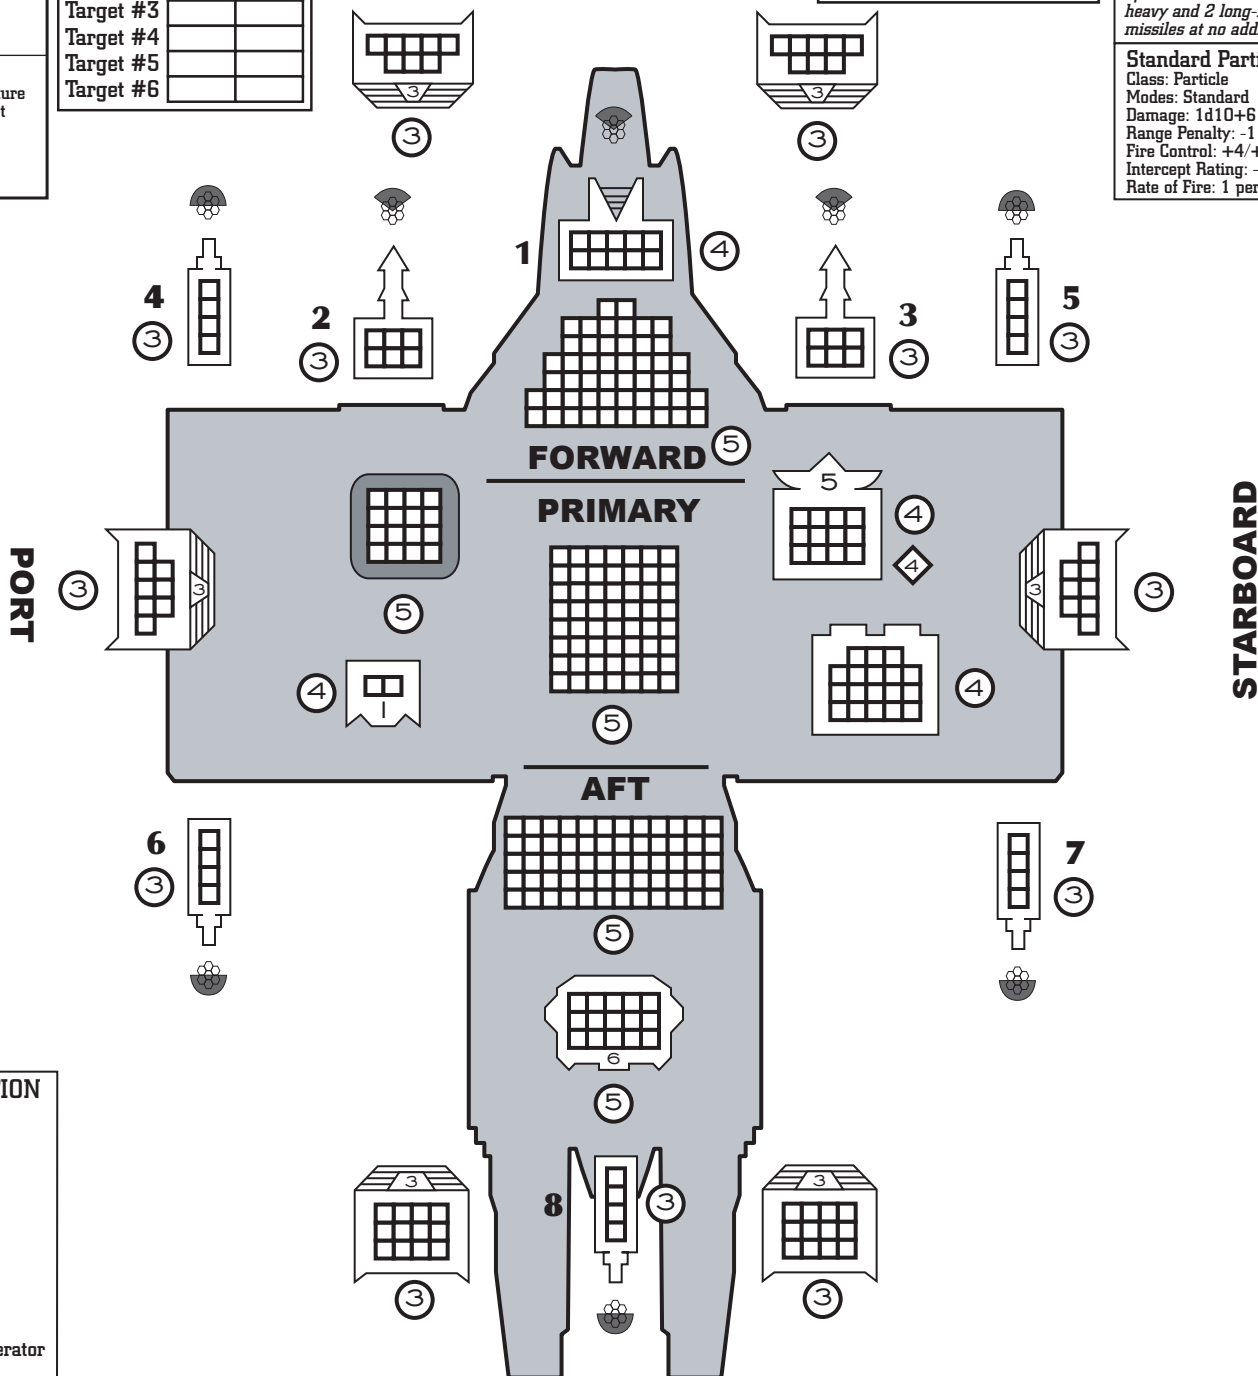 Target #3
Target #4
Target #5
Target #6
heavy and 2 long-
missiles at no add
Standard Parti
Class: Particle
Modes: Standard
Damage: 1d10+6
Range Penalty: -1
Fire Control: +4/+
Intercept Rating: -
Rate of Fire: 1 per
ure
t
3
3
3
3
1
4
4
3
2
3
3
3
5
3
5
FORWARD
PRIMARY
5
4
4
PORT
3
3
5
3
3
STARBOARD
4
1
5
4
AFT
6
3
7
3
5
6
5
ION
3
8
3
3
3
3
erator